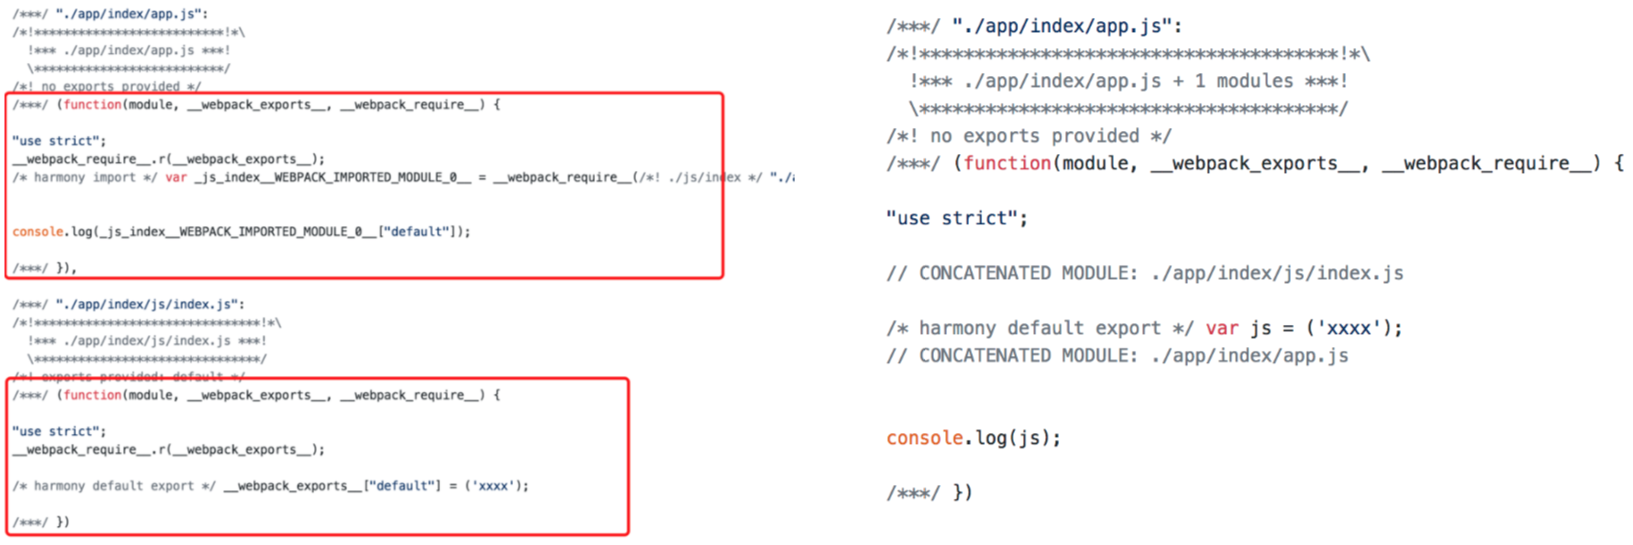 /***/ "./app/index/app.js":
/*!**************************!*\
  !*** ./app/index/app.js ***!
  \**************************/
/*! no exports provided */
/***/ (function(module, __webpack_exports__, __webpack_require__) {
"use strict";
__webpack_require__.r(__webpack_exports__);
/* harmony import */ var _js_index__WEBPACK_IMPORTED_MODULE_0__ = __webpack_require__(/*! ./js/index */ "./a
console.log(_js_index__WEBPACK_IMPORTED_MODULE_0__["default"]);
/***/ }),
/***/ "./app/index/js/index.js":
/*!*******************************!*\
  !*** ./app/index/js/index.js ***!
  \*******************************/
/*! exports provided: default */
/***/ (function(module, __webpack_exports__, __webpack_require__) {
"use strict";
__webpack_require__.r(__webpack_exports__);
/* harmony default export */ __webpack_exports__["default"] = ('xxxx');
/***/ })
/***/ "./app/index/app.js":
/*!**************************************!*\
  !*** ./app/index/app.js + 1 modules ***!
  \**************************************/
/*! no exports provided */
/***/ (function(module, __webpack_exports__, __webpack_require__) {
"use strict";
// CONCATENATED MODULE: ./app/index/js/index.js
/* harmony default export */ var js = ('xxxx');
// CONCATENATED MODULE: ./app/index/app.js
console.log(js);
/***/ })